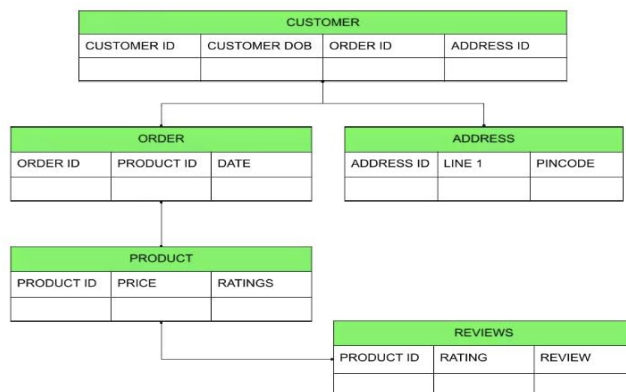 CUSTOMER
CUSTOMER ID CUSTOMER DOB ORDER ID ADDRESS ID
ORDER
ORDER ID PRODUCT ID DATE
ADDRESS
ADDRESS ID LINE 1 PINCODE
PRODUCT
PRODUCT ID PRICE RATINGS
REVIEWS
PRODUCT ID RATING REVIEW